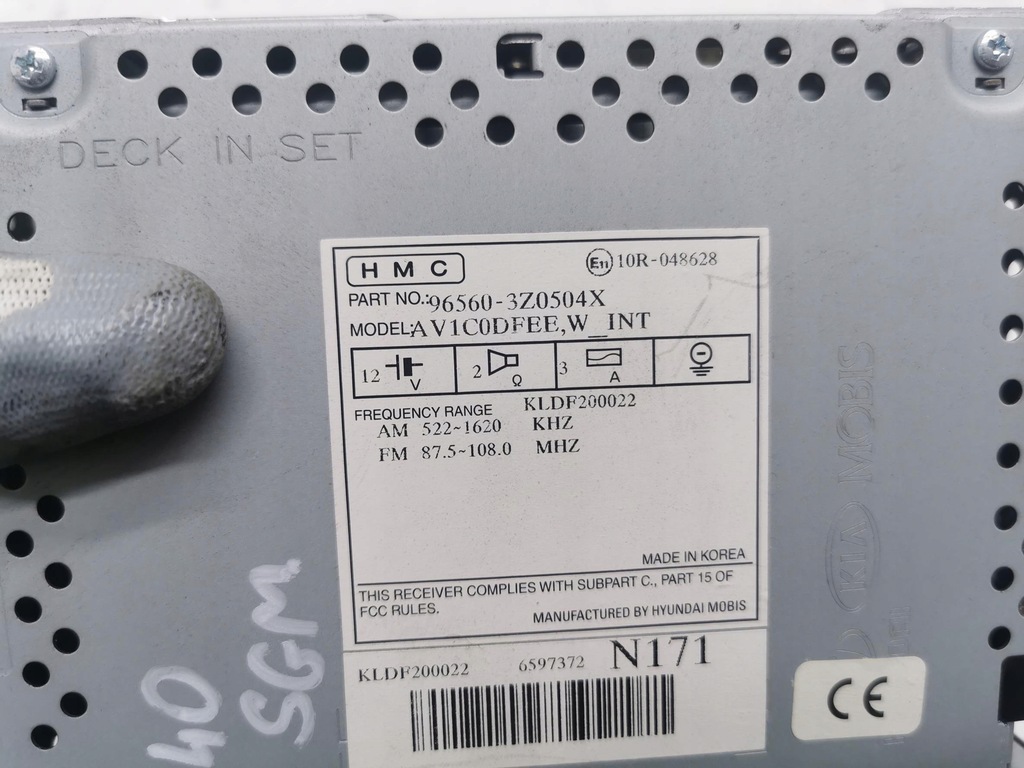 DECK IN SET
HMC
E11 10R-048628
PART NO.:96560-3Z0504X
MODEL:AV1C0DFEE,W_INT
12 V 2 Ω 3 A
FREQUENCY RANGE KLDF200022
AM 522~1620 KHZ
FM 87.5~108.0 MHZ
MADE IN KOREA
THIS RECEIVER COMPLIES WITH SUBPART C., PART 15 OF
FCC RULES.
MANUFACTURED BY HYUNDAI MOBIS
KLDF200022 6597372 N171
CE
KIA MOBIS
40
SGM